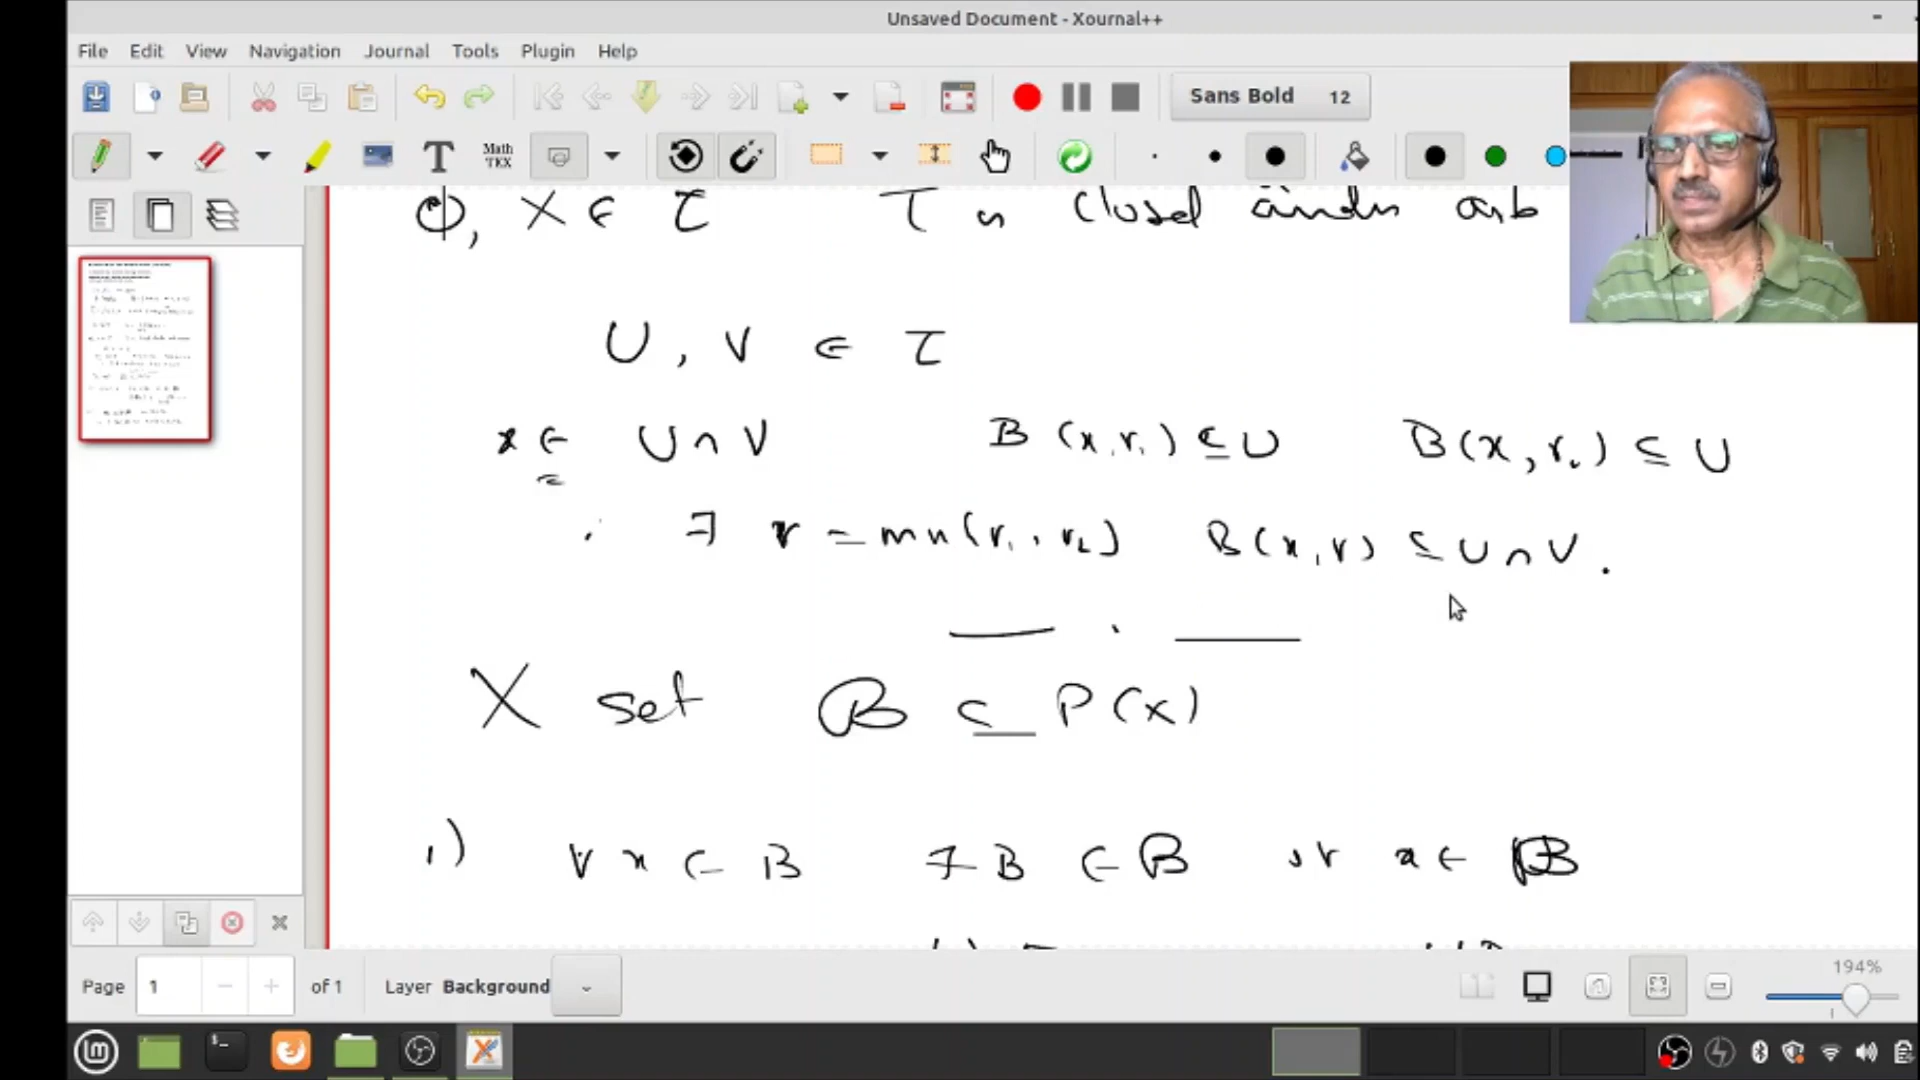 Unsaved Document - Xournal++
File Edit View Navigation Journal Tools Plugin Help
Sans Bold 12
T Math TEX
φ, X ∈ τ τ is closed under arb
U, V ∈ τ
x ∈ U ∩ V B(x, r₁) ⊆ U B(x, r₂) ⊆ U
∴ ∃ r = min(r₁, r₂) B(x, r) ⊆ U ∩ V.
X set B ⊆ P(x)
1) ∀ x ∈ B ∃ B ∈ B st x ∈ B
Page 1 of 1 Layer Background
194%